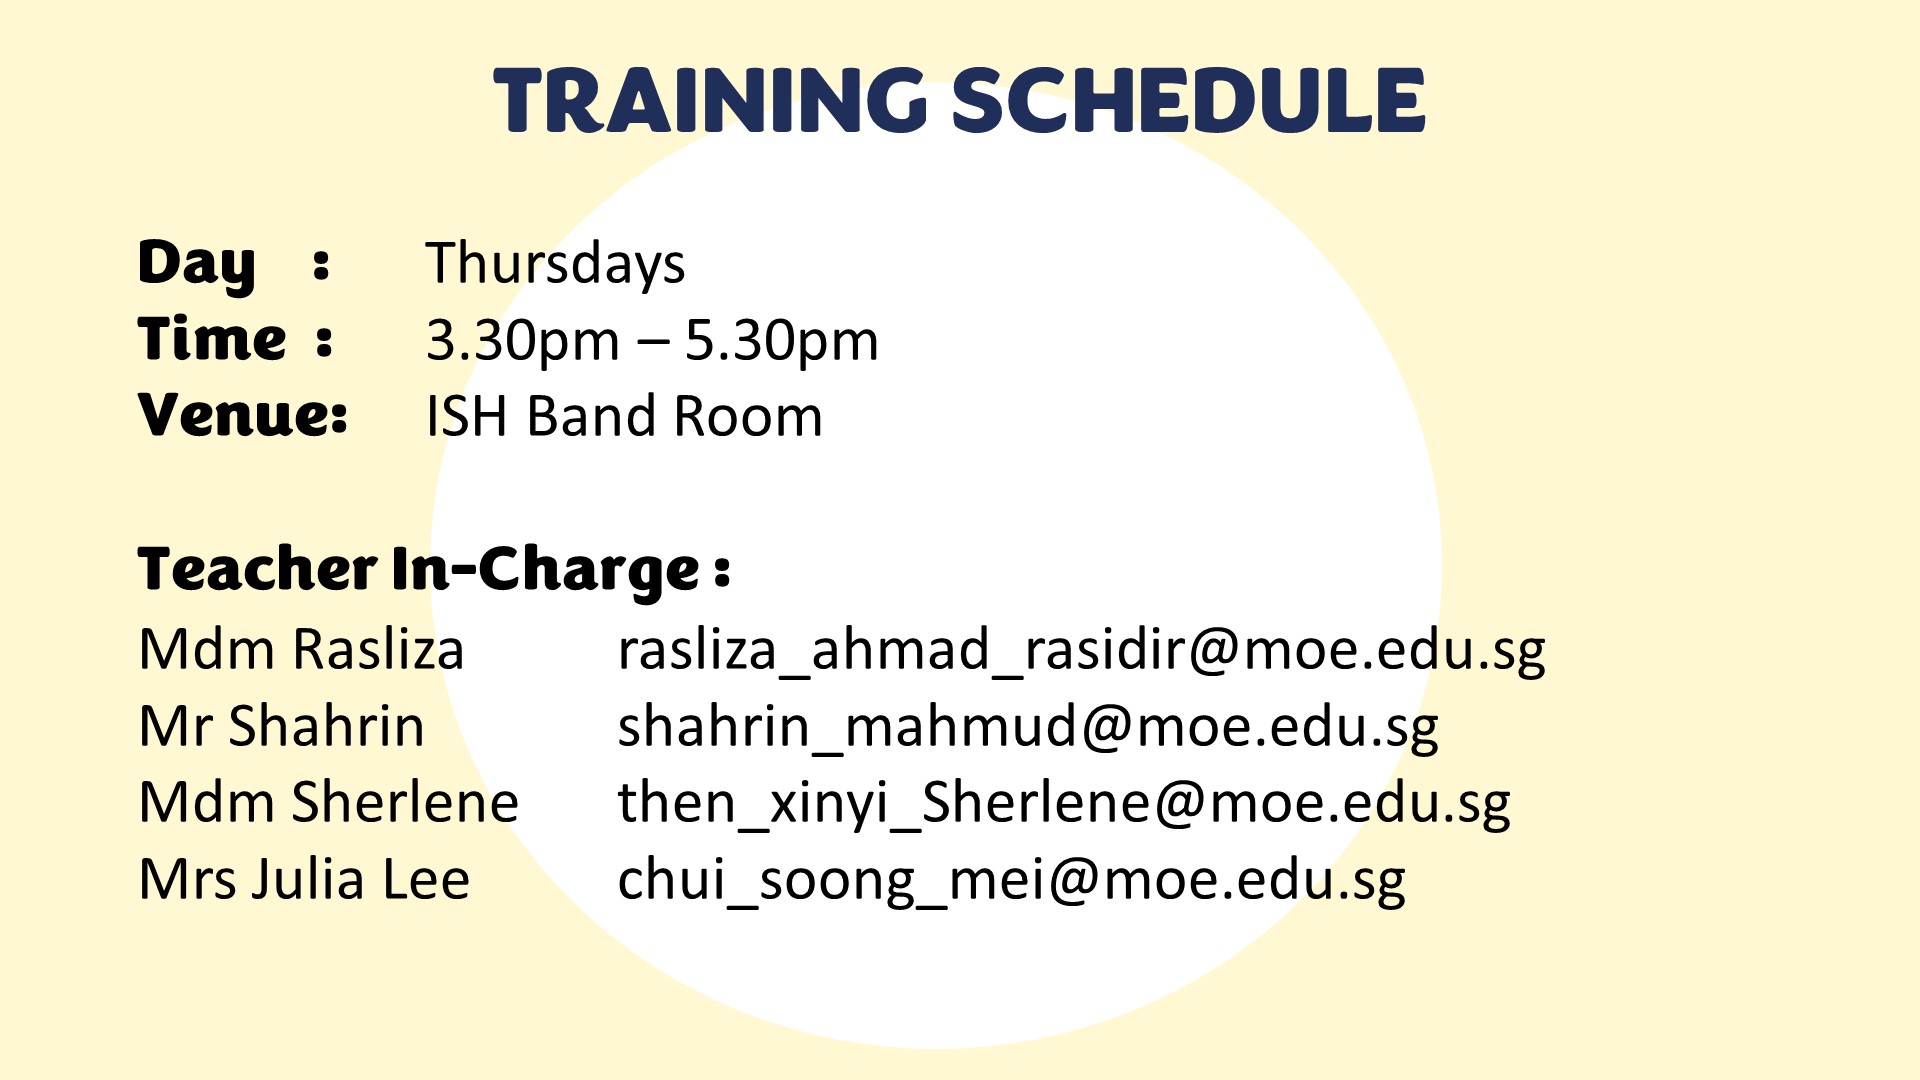 TRAINING SCHEDULE
Day : Thursdays
Time : 3.30pm – 5.30pm
Venue: ISH Band Room
Teacher In-Charge :
Mdm Rasliza rasliza_ahmad_rasidir@moe.edu.sg
Mr Shahrin shahrin_mahmud@moe.edu.sg
Mdm Sherlene then_xinyi_Sherlene@moe.edu.sg
Mrs Julia Lee chui_soong_mei@moe.edu.sg